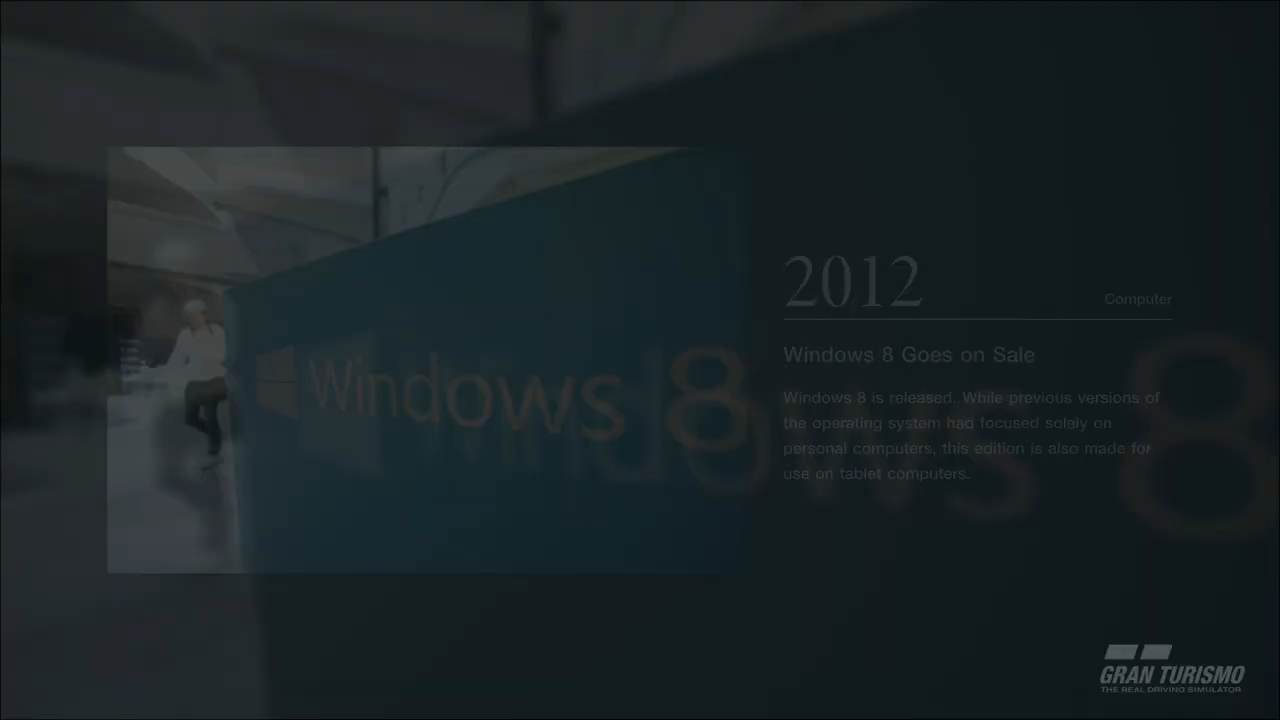 2012
Computer
Windows 8 Goes on Sale
Windows 8
Windows 8 is released. While previous versions of
the operating system had focused solely on
personal computers, this edition is also made for
use on tablet computers.
Windows 8
GRAN TURISMO
THE REAL DRIVING SIMULATOR